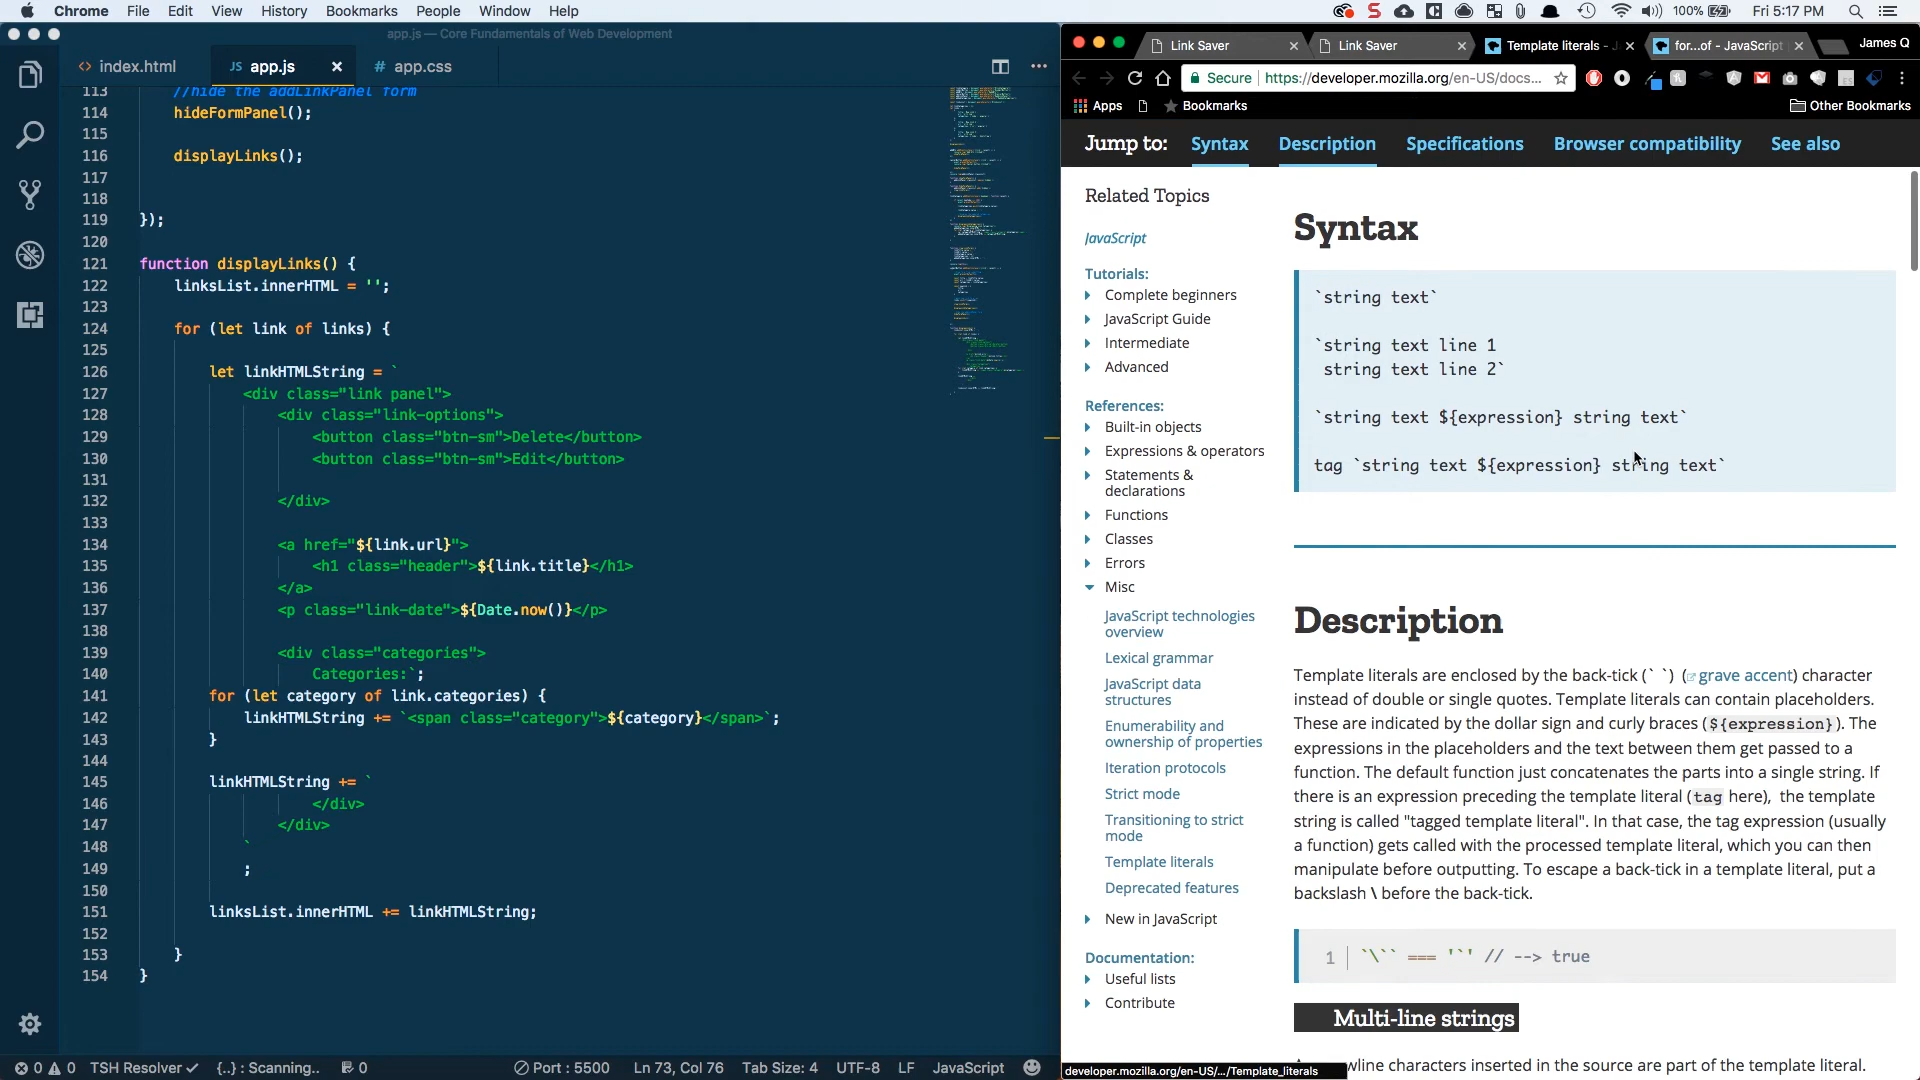 Chrome File Edit View History Bookmarks People Window Help
100% Fri 5:17 PM
app.js — Core Fundamentals of Web Development
<> index.html
JS app.js ×
# app.css
113 //hide the addLinkPanel form
114 hideFormPanel();
115
116 displayLinks();
117
118
119 });
120
121 function displayLinks() {
122 linksList.innerHTML = '';
123
124 for (let link of links) {
125
126 let linkHTMLString = `
127 <div class="link panel">
128 <div class="link-options">
129 <button class="btn-sm">Delete</button>
130 <button class="btn-sm">Edit</button>
131
132 </div>
133
134 <a href="${link.url}">
135 <h1 class="header">${link.title}</h1>
136 </a>
137 <p class="link-date">${Date.now()}</p>
138
139 <div class="categories">
140 Categories:`;
141 for (let category of link.categories) {
142 linkHTMLString += `<span class="category">${category}</span>`;
143 }
144
145 linkHTMLString += `
146 </div>
147 </div>
148 `
149 ;
150
151 linksList.innerHTML += linkHTMLString;
152
153 }
154 }
0 0 TSH Resolver ✓ {..} : Scanning.. 0
Port : 5500 Ln 73, Col 76 Tab Size: 4 UTF-8 LF JavaScript
Link Saver ×
Link Saver ×
Template literals - J ×
for...of - JavaScript ×
James Q
Secure https://developer.mozilla.org/en-US/docs...
Apps
Bookmarks
Other Bookmarks
Jump to: Syntax Description Specifications Browser compatibility See also
Related Topics
JavaScript
Tutorials:
Complete beginners
JavaScript Guide
Intermediate
Advanced
References:
Built-in objects
Expressions & operators
Statements &
declarations
Functions
Classes
Errors
Misc
JavaScript technologies
overview
Lexical grammar
JavaScript data
structures
Enumerability and
ownership of properties
Iteration protocols
Strict mode
Transitioning to strict
mode
Template literals
Deprecated features
New in JavaScript
Documentation:
Useful lists
Contribute
Syntax
`string text`
`string text line 1
string text line 2`
`string text ${expression} string text`
tag `string text ${expression} string text`
Description
Template literals are enclosed by the back-tick (` `) (grave accent) character
instead of double or single quotes. Template literals can contain placeholders.
These are indicated by the dollar sign and curly braces (${expression}). The
expressions in the placeholders and the text between them get passed to a
function. The default function just concatenates the parts into a single string. If
there is an expression preceding the template literal (tag here), the template
string is called "tagged template literal". In that case, the tag expression (usually
a function) gets called with the processed template literal, which you can then
manipulate before outputting. To escape a back-tick in a template literal, put a
backslash \ before the back-tick.
1 `\`` === '`' // --> true
Multi-line strings
wline characters inserted in the source are part of the template literal.
developer.mozilla.org/en-US/.../Template_literals